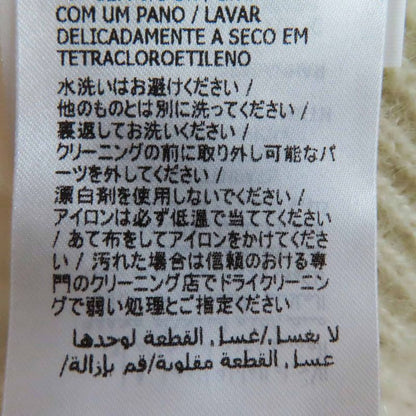 COM UM PANO / LAVAR
DELICADAMENTE A SECO EM
TETRACLOROETILENO
水洗いはお避けください /
他のものとは別に洗ってください /
裏返してお洗いください /
クリーニングの前に取り外し可能なパ
ーツを外してください /
漂白剤を使用しないでください /
アイロンは必ず低温で当ててください
/ あて布をしてアイロンをかけてくださ
い / 汚れた場合は信頼のおける専
門のクリーニング店でドライクリーニン
グで弱い処理とご指定ください
لا يغسل/غسل القطعة لوحدها
غسل القطعة مقلوبة/قم بإزالة/